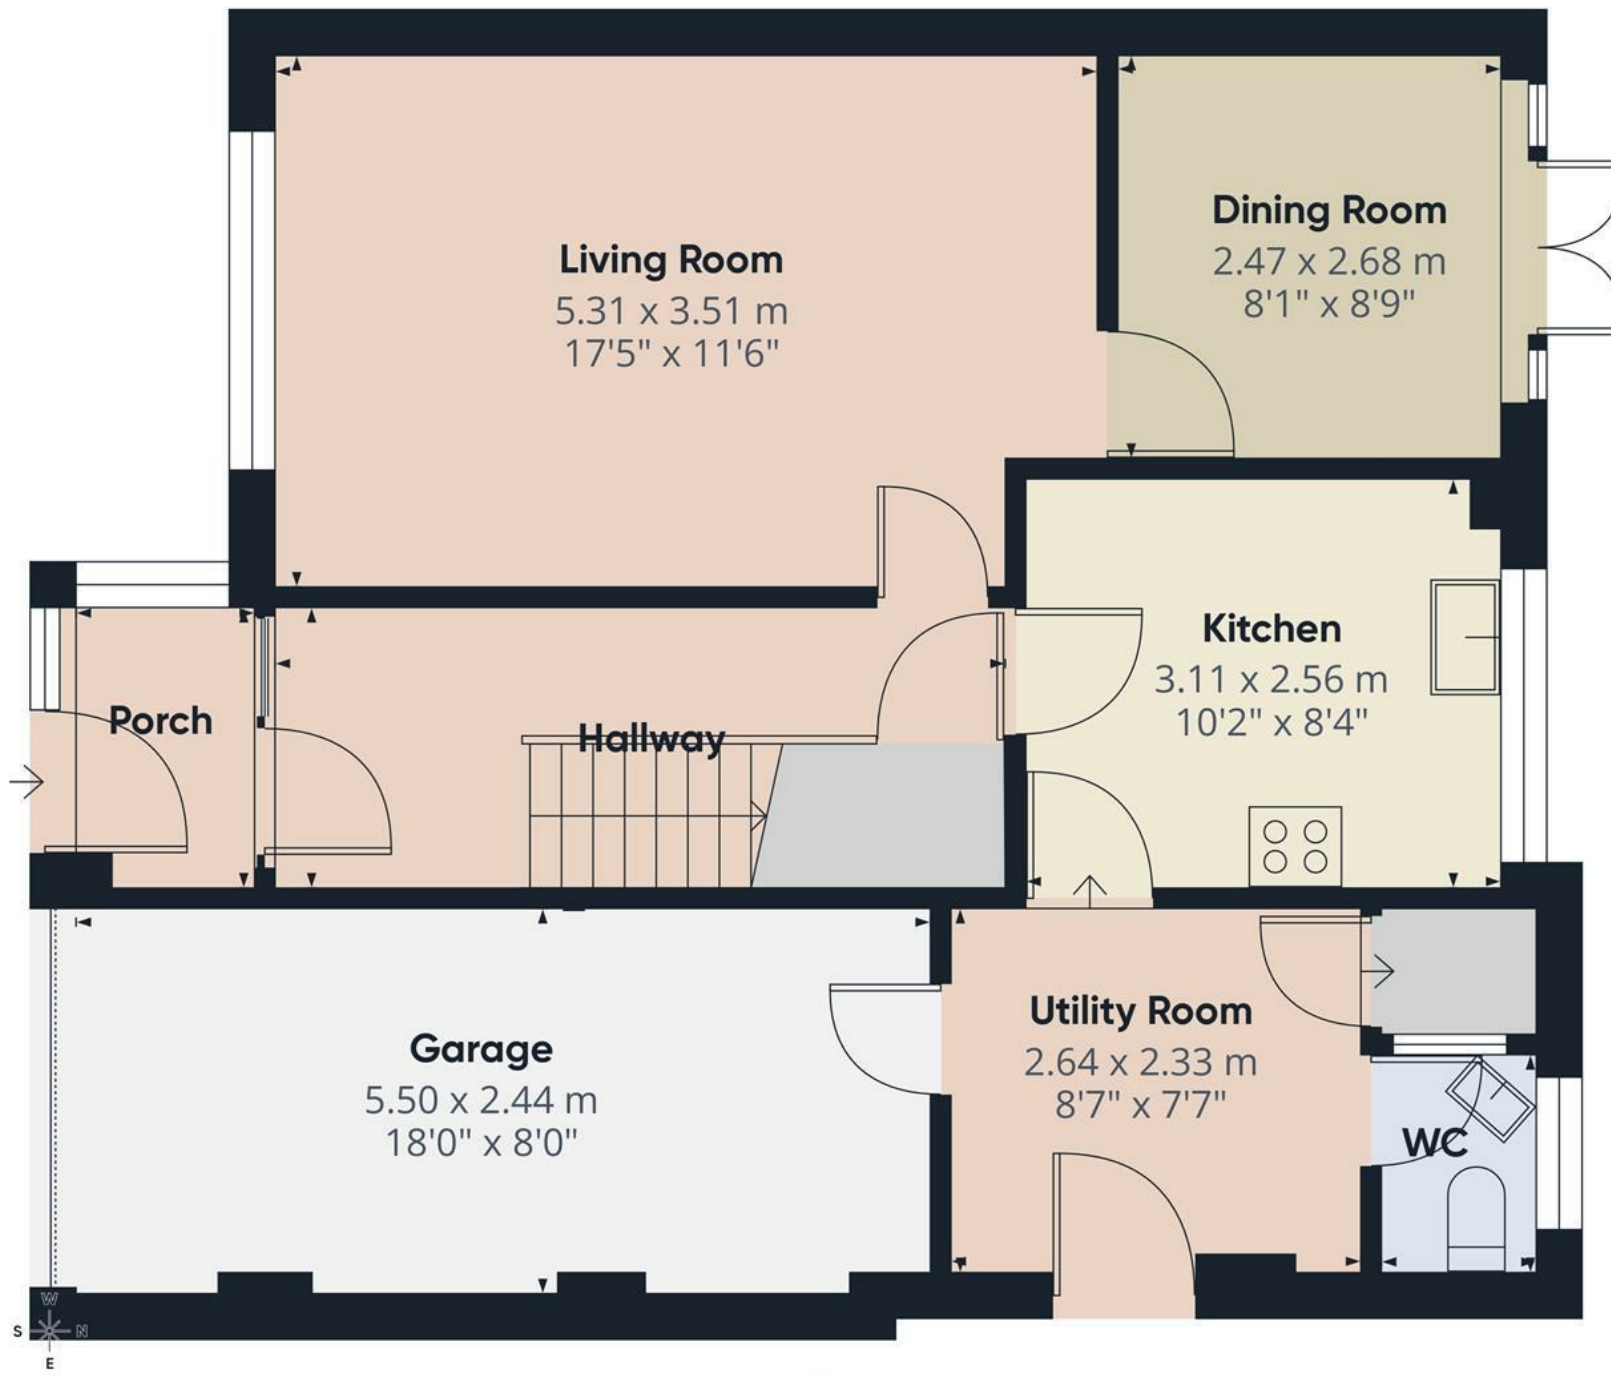 Living Room
5.31 x 3.51 m
17'5" x 11'6"
Dining Room
2.47 x 2.68 m
8'1" x 8'9"
Kitchen
3.11 x 2.56 m
10'2" x 8'4"
Porch
Hallway
Garage
5.50 x 2.44 m
18'0" x 8'0"
Utility Room
2.64 x 2.33 m
8'7" x 7'7"
WC
W
S N
E